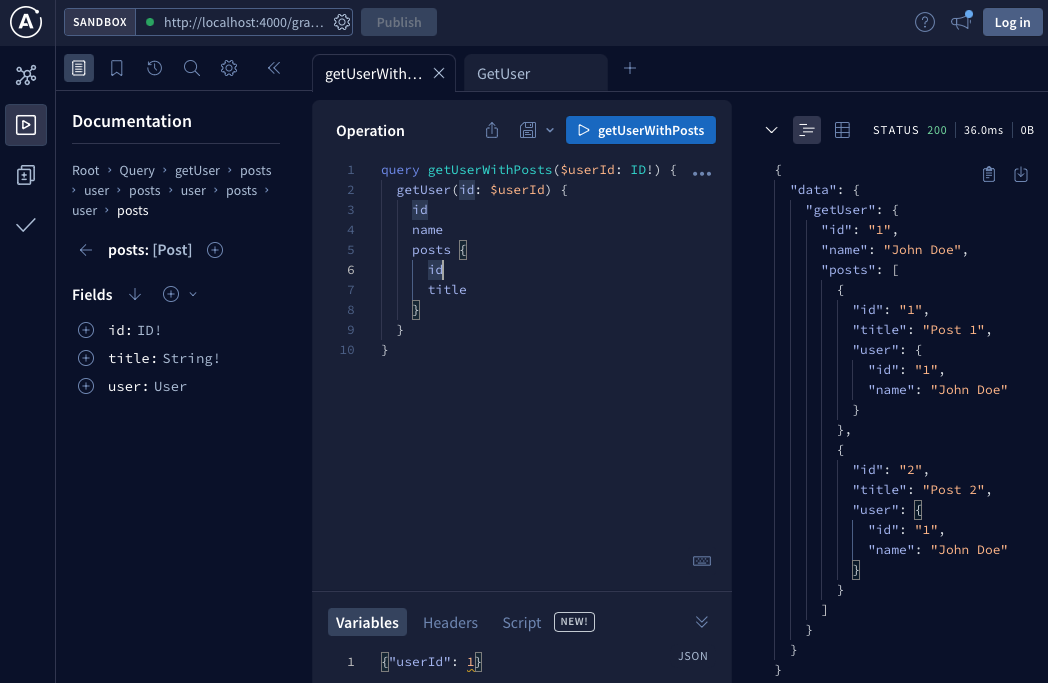 SANDBOX
http://localhost:4000/gra...
Publish
Log in
getUserWith...
GetUser
Documentation
Root › Query › getUser › posts
› user › posts › user › posts ›
user › posts
posts: [Post]
Fields
id: ID!
title: String!
user: User
Operation
getUserWithPosts
1 query getUserWithPosts($userId: ID!) {
2 getUser(id: $userId) {
3 id
4 name
5 posts {
6 id
7 title
8 }
9 }
10 }
Variables
Headers
Script
NEW!
1 {"userId": 1}
JSON
STATUS 200
36.0ms
0B
{
"data": {
"getUser": {
"id": "1",
"name": "John Doe",
"posts": [
{
"id": "1",
"title": "Post 1",
"user": {
"id": "1",
"name": "John Doe"
}
},
{
"id": "2",
"title": "Post 2",
"user": {
"id": "1",
"name": "John Doe"
}
}
]
}
}
}